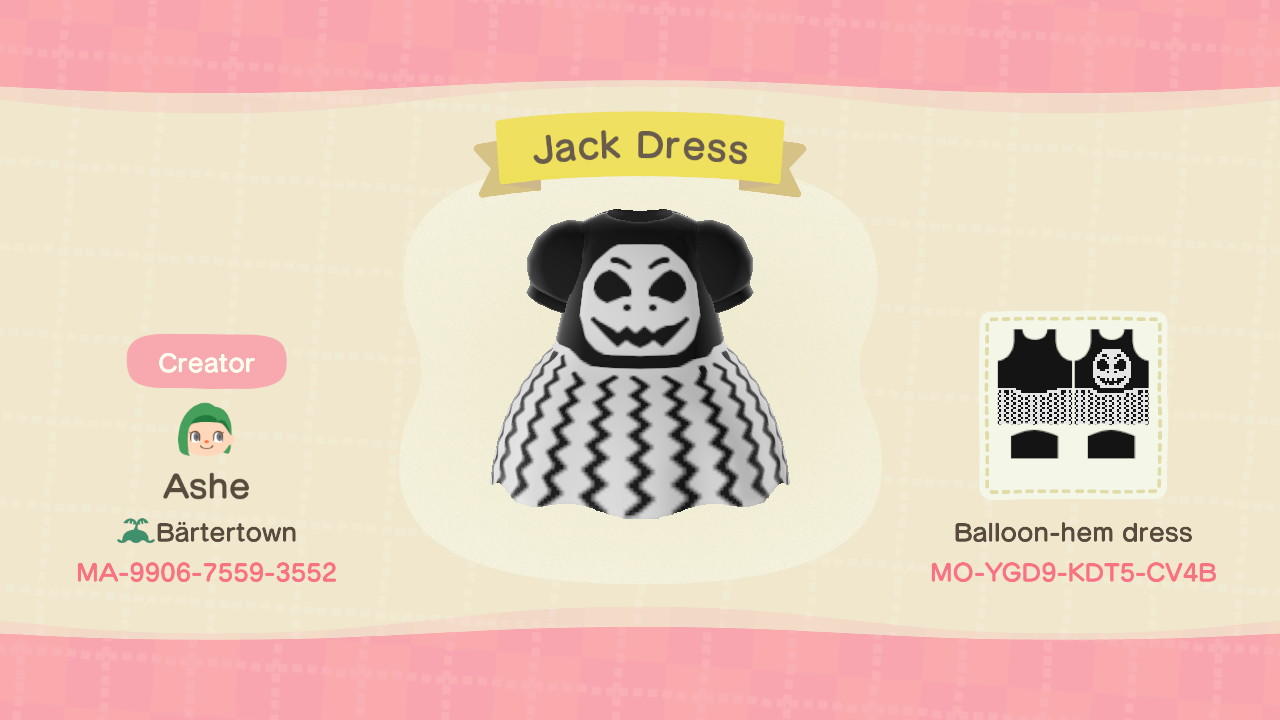 Jack Dress
Creator
Ashe
Bärtertown
MA-9906-7559-3552
Balloon-hem dress
MO-YGD9-KDT5-CV4B